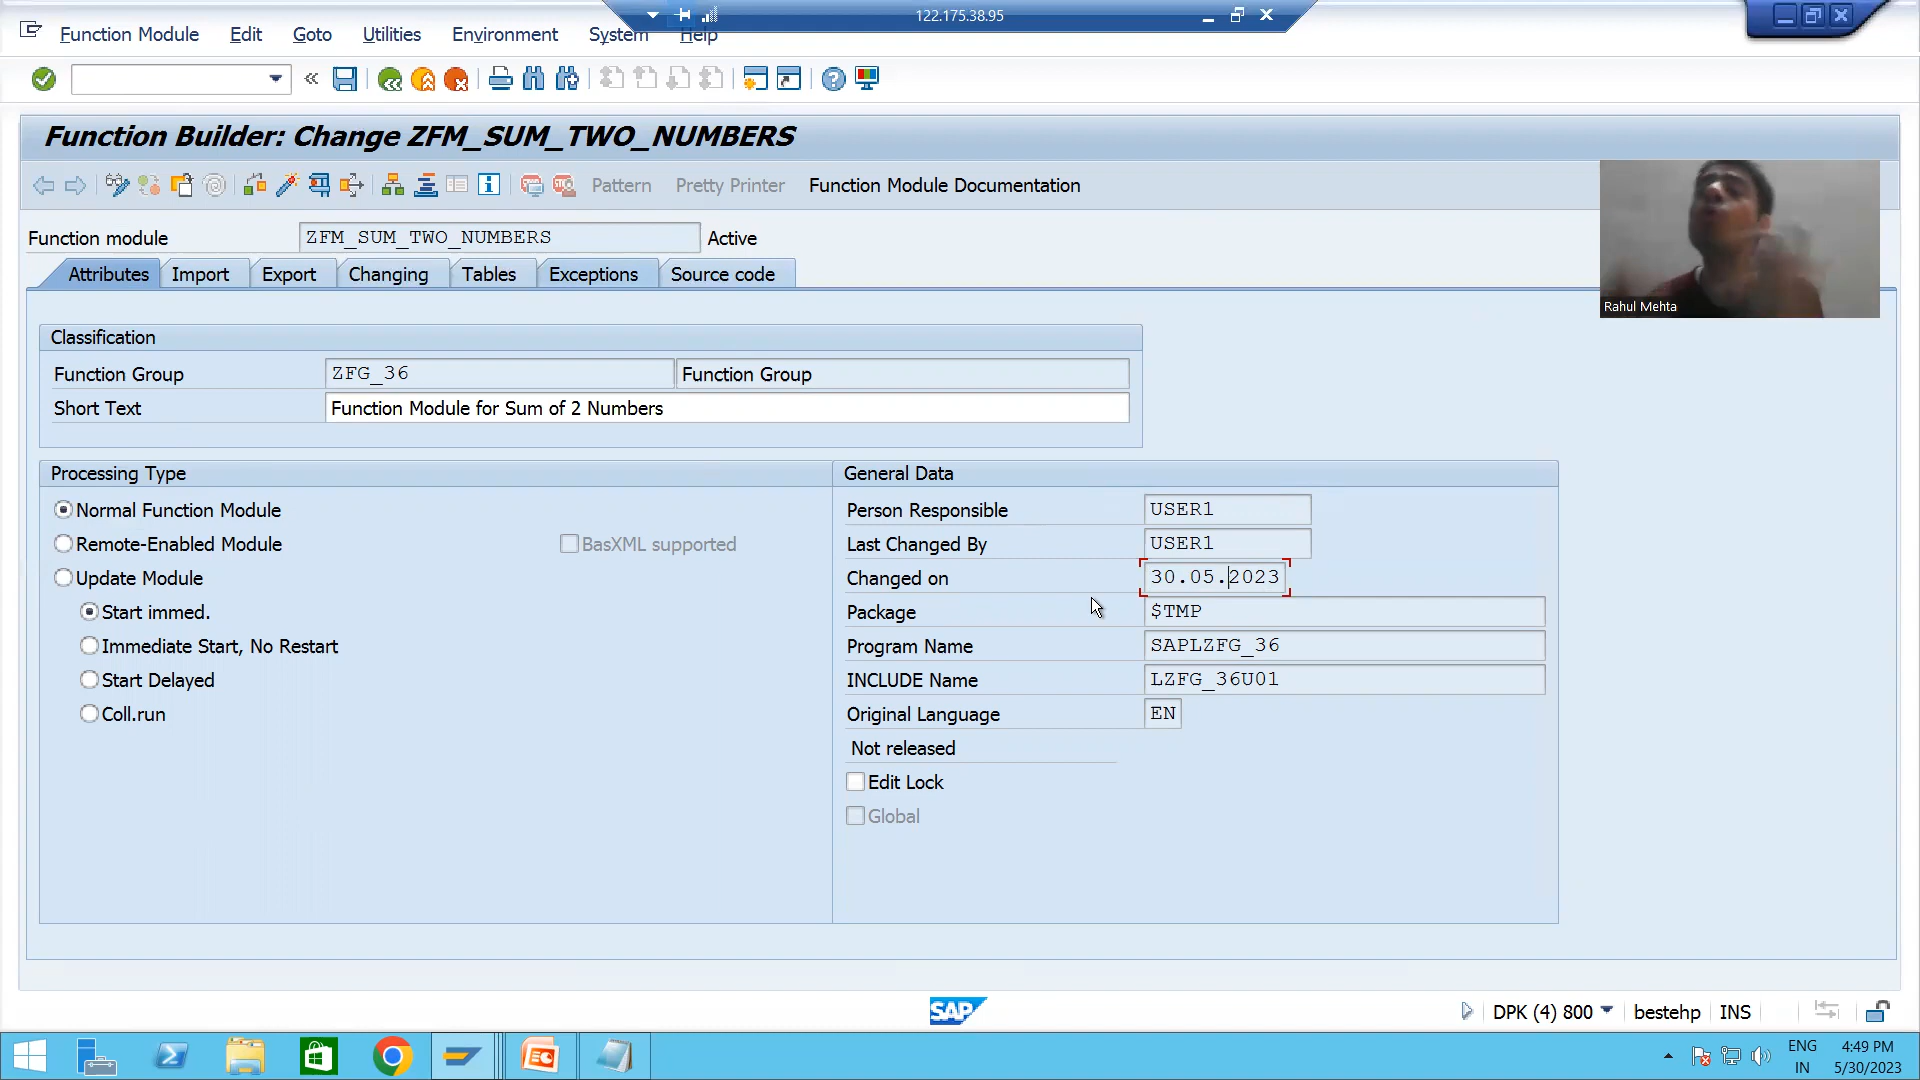 122.175.38.95
Function Module Edit Goto Utilities Environment System Help
Function Builder: Change ZFM_SUM_TWO_NUMBERS
Pattern Pretty Printer Function Module Documentation
Function module ZFM_SUM_TWO_NUMBERS Active
Attributes Import Export Changing Tables Exceptions Source code
Rahul Mehta
Classification
Function Group ZFG_36 Function Group
Short Text Function Module for Sum of 2 Numbers
Processing Type
Normal Function Module
Remote-Enabled Module BasXML supported
Update Module
Start immed.
Immediate Start, No Restart
Start Delayed
Coll.run
General Data
Person Responsible USER1
Last Changed By USER1
Changed on 30.05.2023
Package $TMP
Program Name SAPLZFG_36
INCLUDE Name LZFG_36U01
Original Language EN
Not released
Edit Lock
Global
SAP
DPK (4) 800 bestehp INS
ENG 4:49 PM
IN 5/30/2023